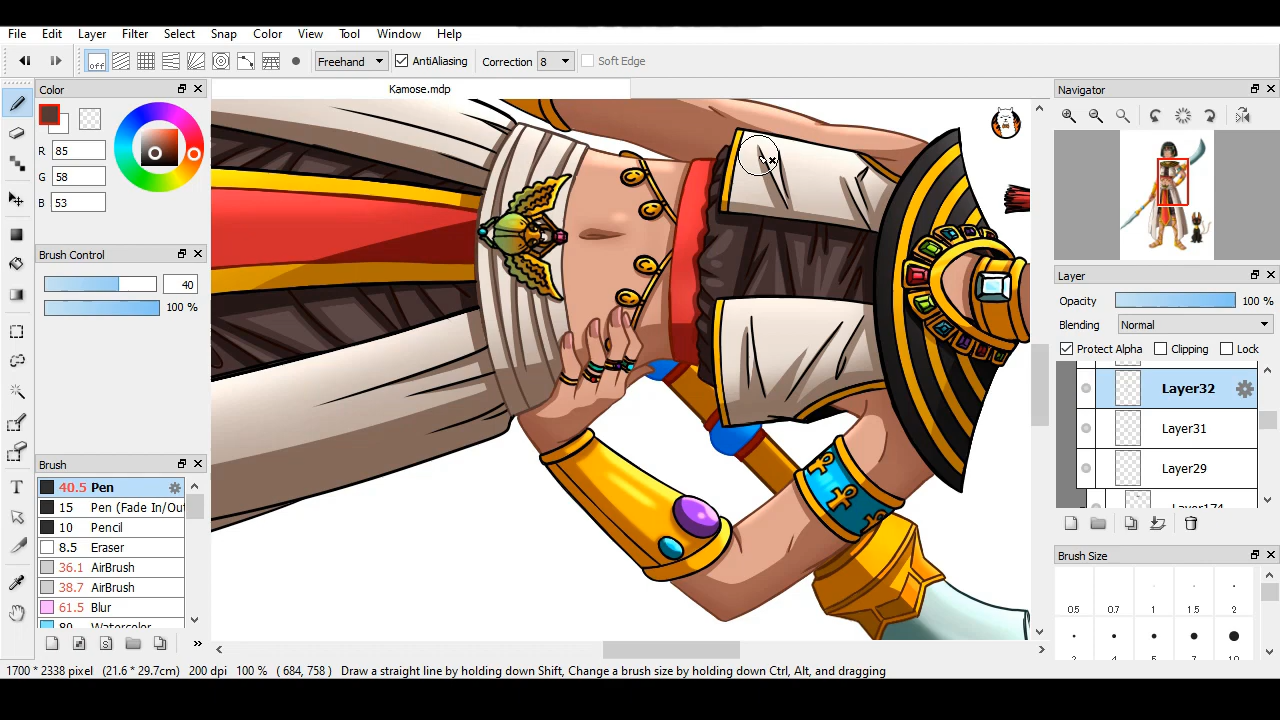 File Edit Layer Filter Select Snap Color View Tool Window Help
off Freehand AntiAliasing Correction 8 Soft Edge
Color
R 85
G 58
B 53
Brush Control
40
100 %
Brush
40.5 Pen
15 Pen (Fade In/Out
10 Pencil
8.5 Eraser
36.1 AirBrush
38.7 AirBrush
61.5 Blur
80 Watercolor
T
»
Kamose.mdp
Navigator
Layer
Opacity 100 %
Blending Normal
Protect Alpha Clipping Lock
Layer32
Layer31
Layer29
Layer174
Brush Size
0.5 0.7 1 1.5 2
1700 * 2338 pixel (21.6 * 29.7cm) 200 dpi 100 % ( 684, 758 ) Draw a straight line by holding down Shift, Change a brush size by holding down Ctrl, Alt, and dragging